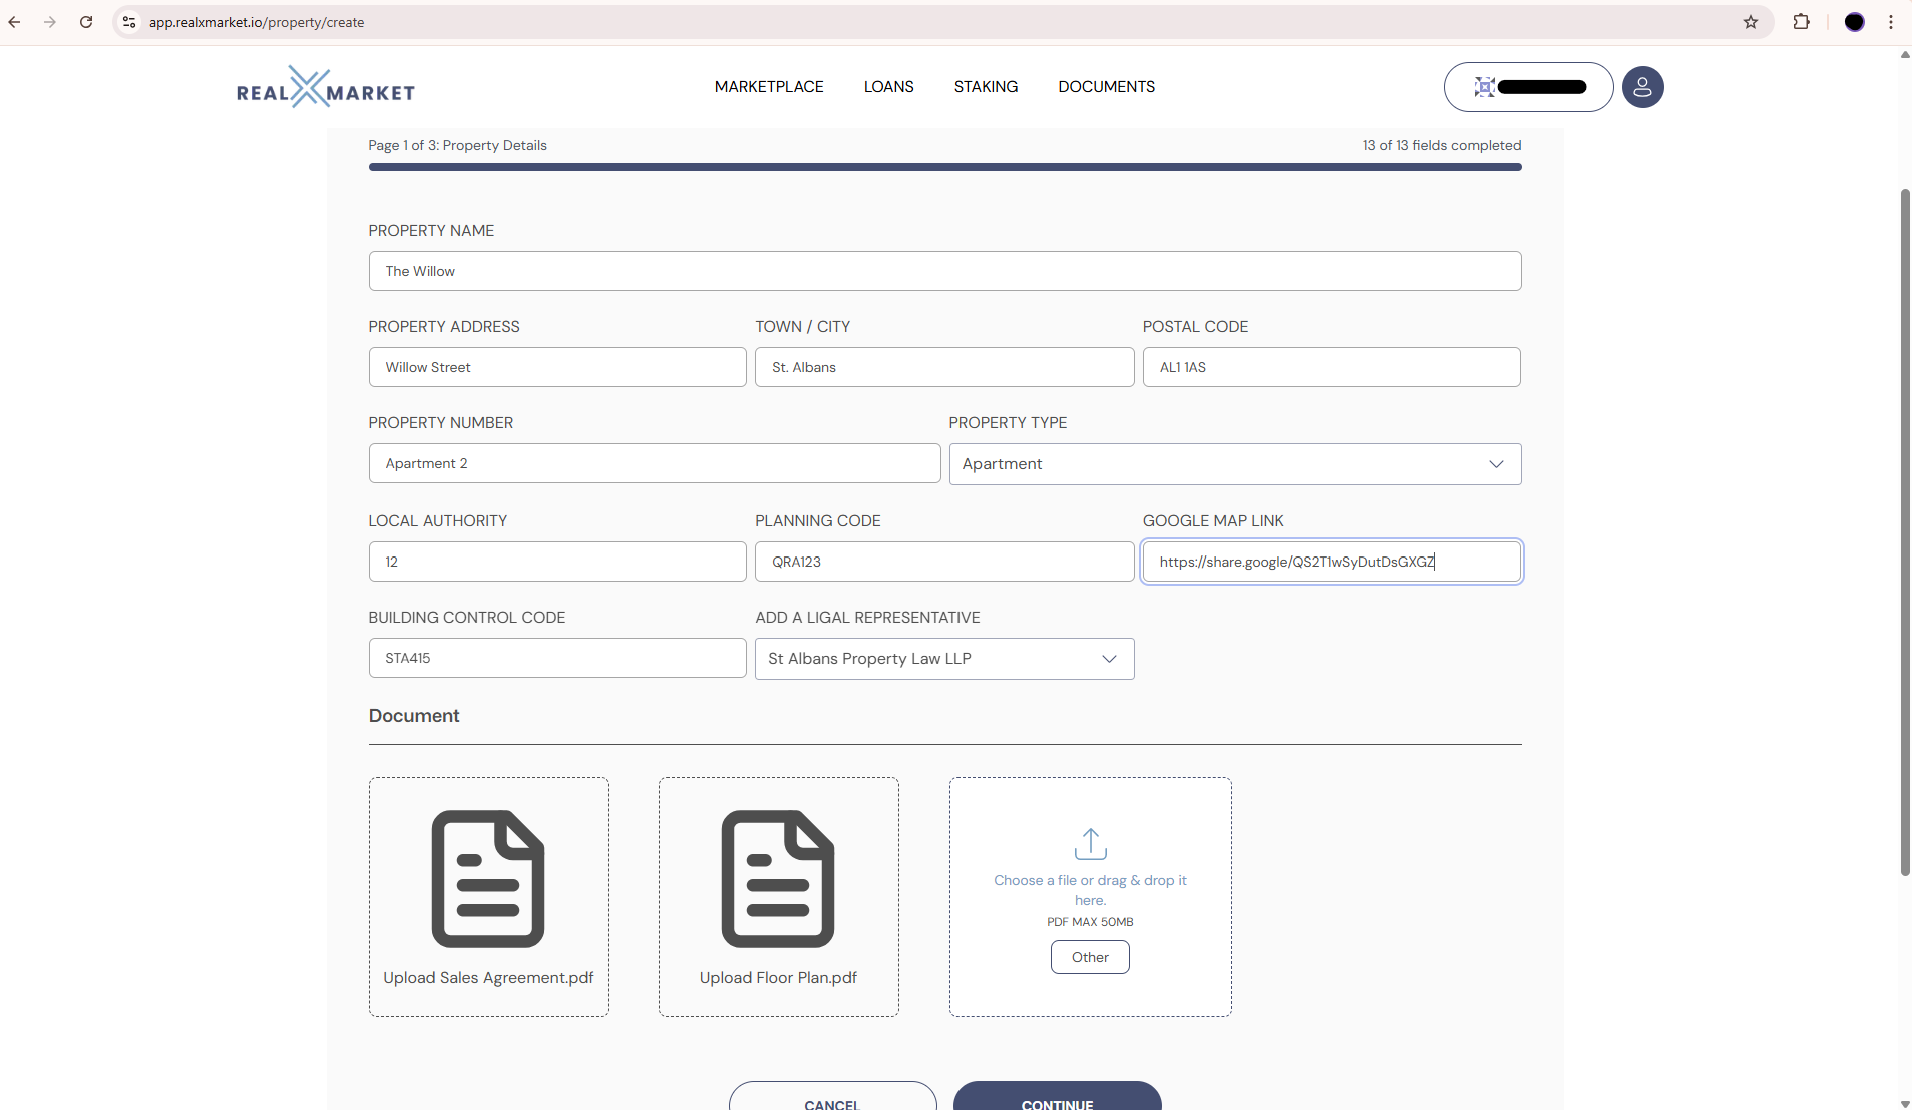 app.realxmarket.io/property/create
REAL MARKET
MARKETPLACE LOANS STAKING DOCUMENTS
Page 1 of 3: Property Details 13 of 13 fields completed
PROPERTY NAME
The Willow
PROPERTY ADDRESS TOWN / CITY POSTAL CODE
Willow Street St. Albans AL1 1AS
PROPERTY NUMBER PROPERTY TYPE
Apartment 2 Apartment
LOCAL AUTHORITY PLANNING CODE GOOGLE MAP LINK
12 QRA123 https://share.google/QS2T1wSyDutDsGXGZ
BUILDING CONTROL CODE ADD A LIGAL REPRESENTATIVE
STA415 St Albans Property Law LLP
Document
Choose a file or drag & drop it
here.
PDF MAX 50MB
Other
Upload Sales Agreement.pdf Upload Floor Plan.pdf
CANCEL CONTINUE